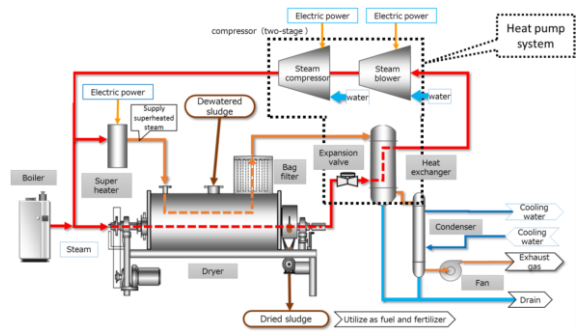 Electric power
Electric power
compressor（two-stage）
Heat pump
system
Steam
compressor
Steam
blower
Electric power
water
water
Supply
superheated
steam
Dewatered
sludge
Bag
filter
Expansion
valve
Heat
exchanger
Boiler
Super
heater
Cooling
water
Condenser
Cooling
water
Steam
Dryer
Exhaust
gas
Fan
Drain
Dried sludge
Utilize as fuel and fertilizer